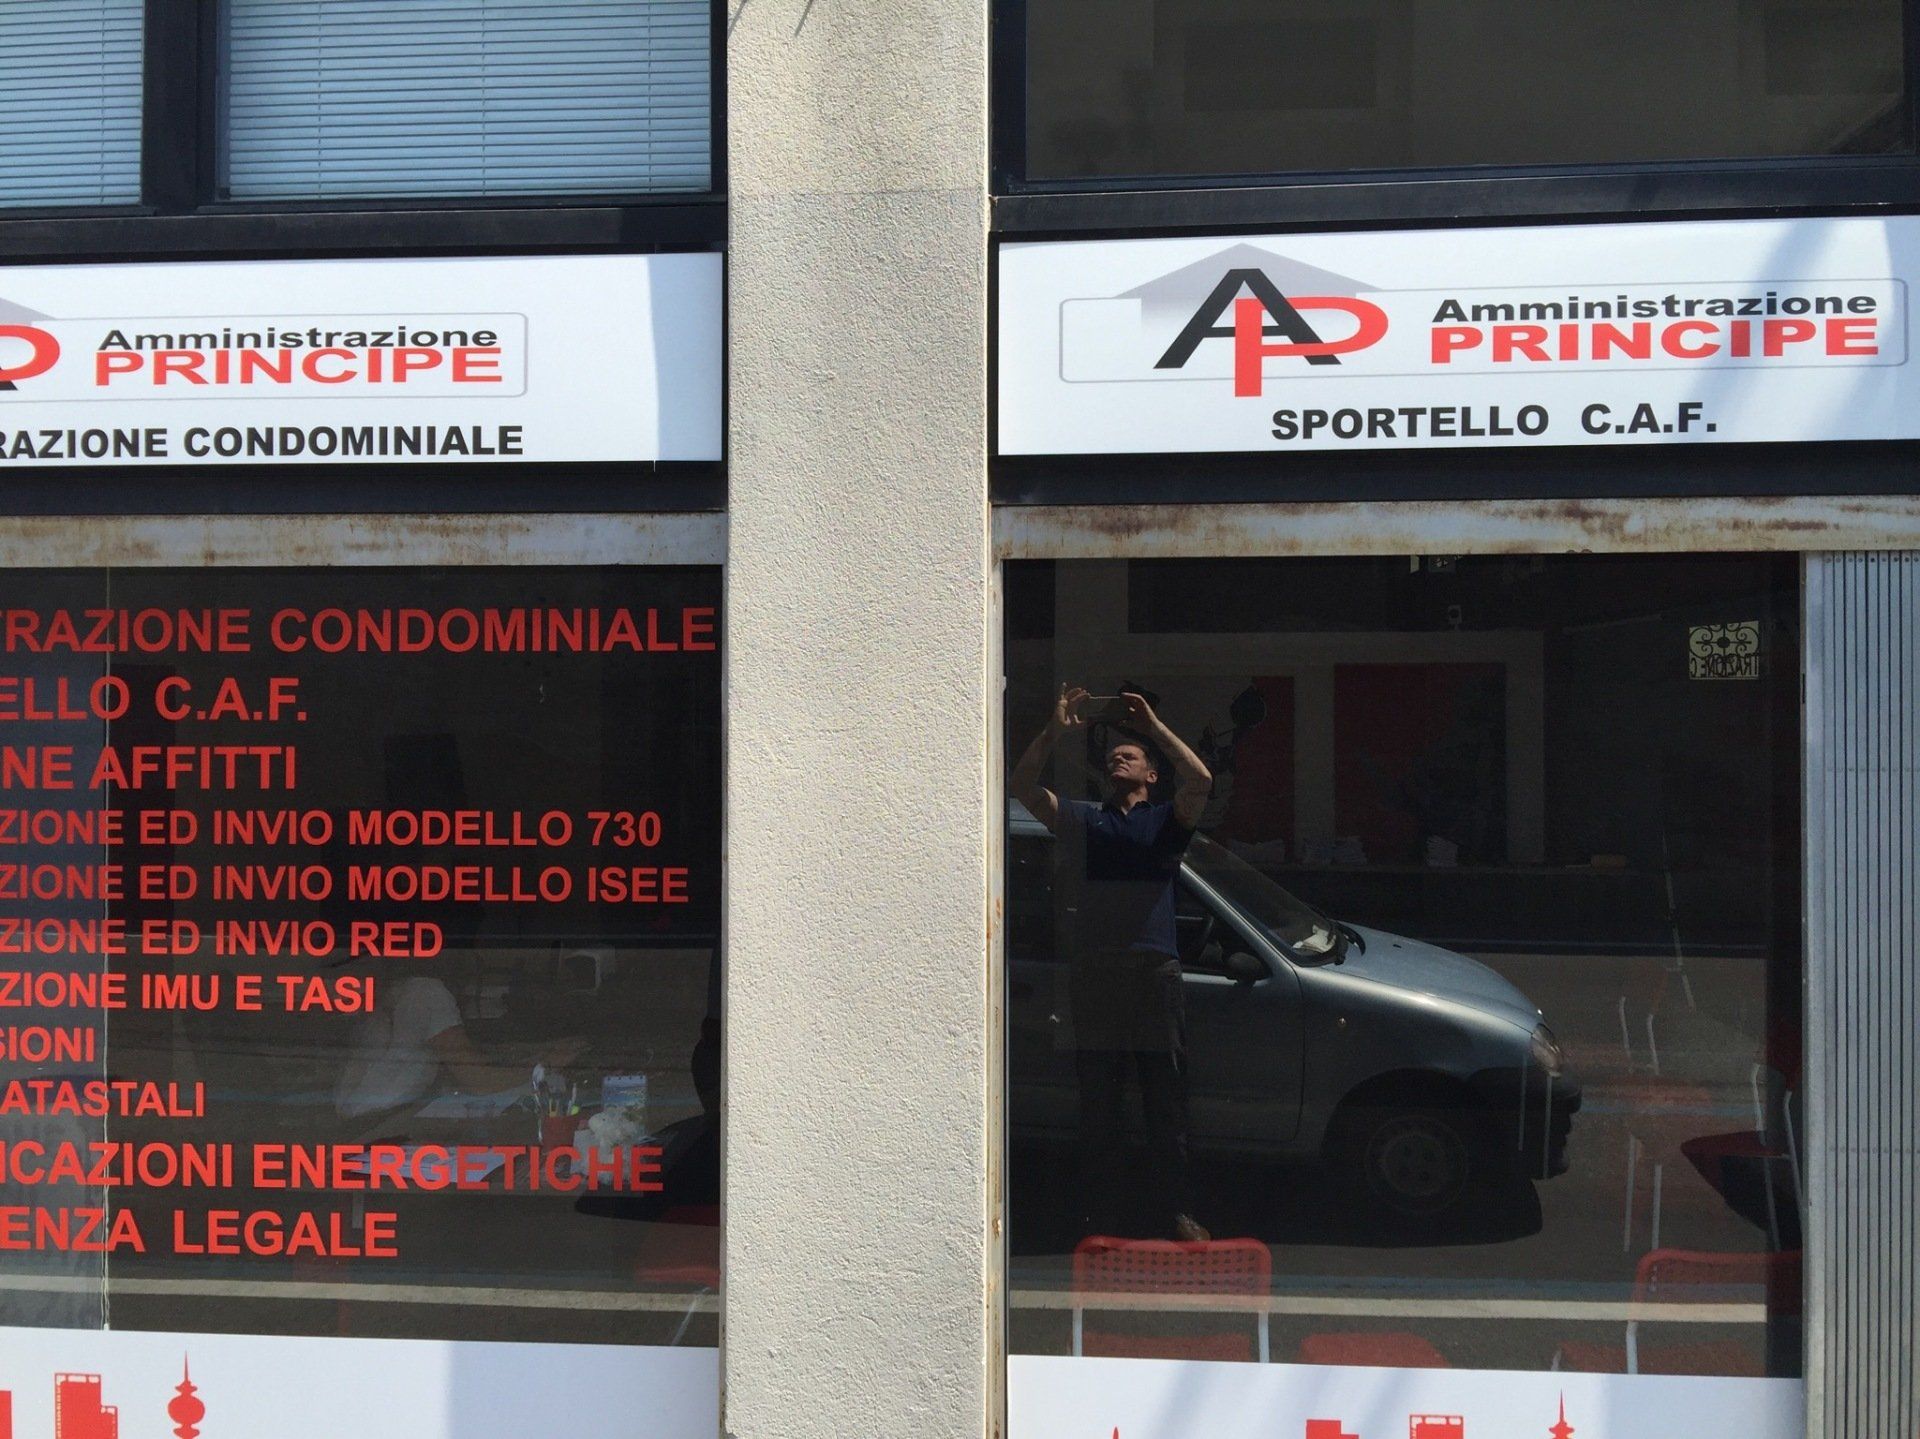 Amministrazione
PRINCIPE
RAZIONE CONDOMINIALE
AP
Amministrazione
PRINCIPE
SPORTELLO C.A.F.
TRAZIONE CONDOMINIALE
ELLO C.A.F.
NE AFFITTI
ZIONE ED INVIO MODELLO 730
ZIONE ED INVIO MODELLO ISEE
ZIONE ED INVIO RED
ZIONE IMU E TASI
SIONI
ATASTALI
ICAZIONI ENERGETICHE
ENZA LEGALE